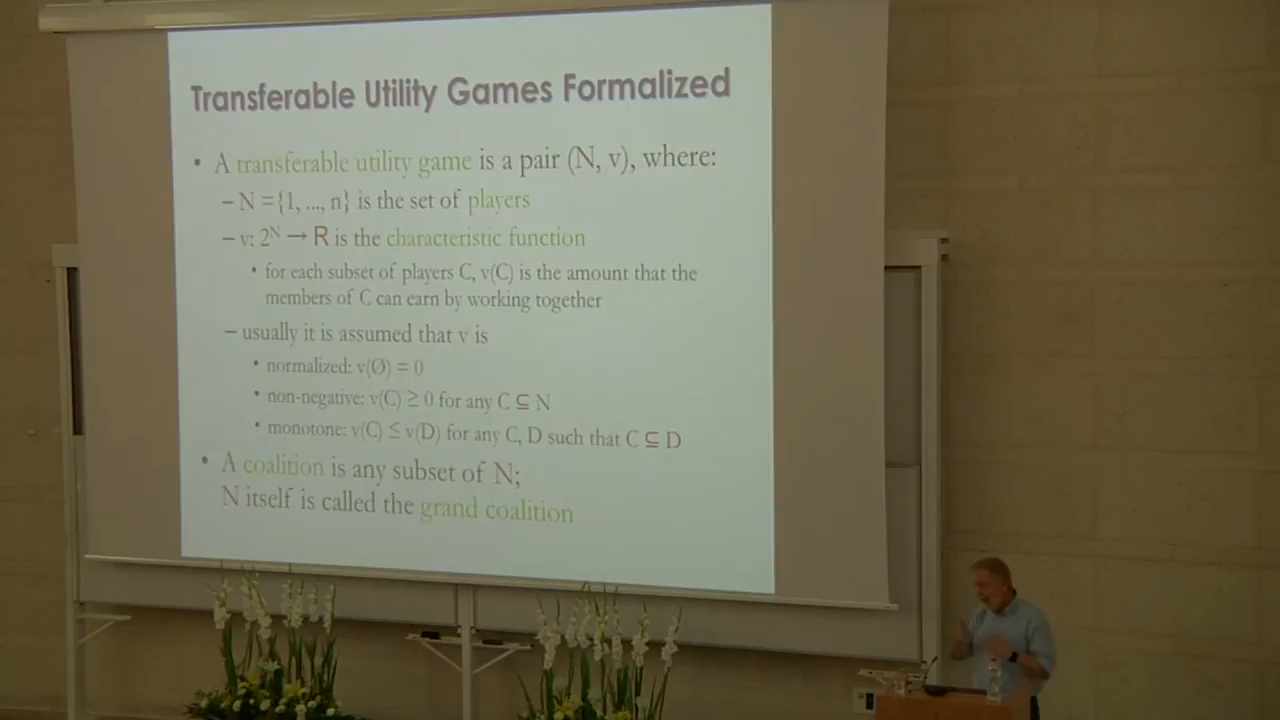 Transferable Utility Games Formalized
• A transferable utility game is a pair (N, v), where:
– N ={1, ..., n} is the set of players
– v: 2ᴺ → R is the characteristic function
• for each subset of players C, v(C) is the amount that the
members of C can earn by working together
– usually it is assumed that v is
• normalized: v(Ø) = 0
• non-negative: v(C) ≥ 0 for any C ⊆ N
• monotone: v(C) ≤ v(D) for any C, D such that C ⊆ D
• A coalition is any subset of N;
N itself is called the grand coalition